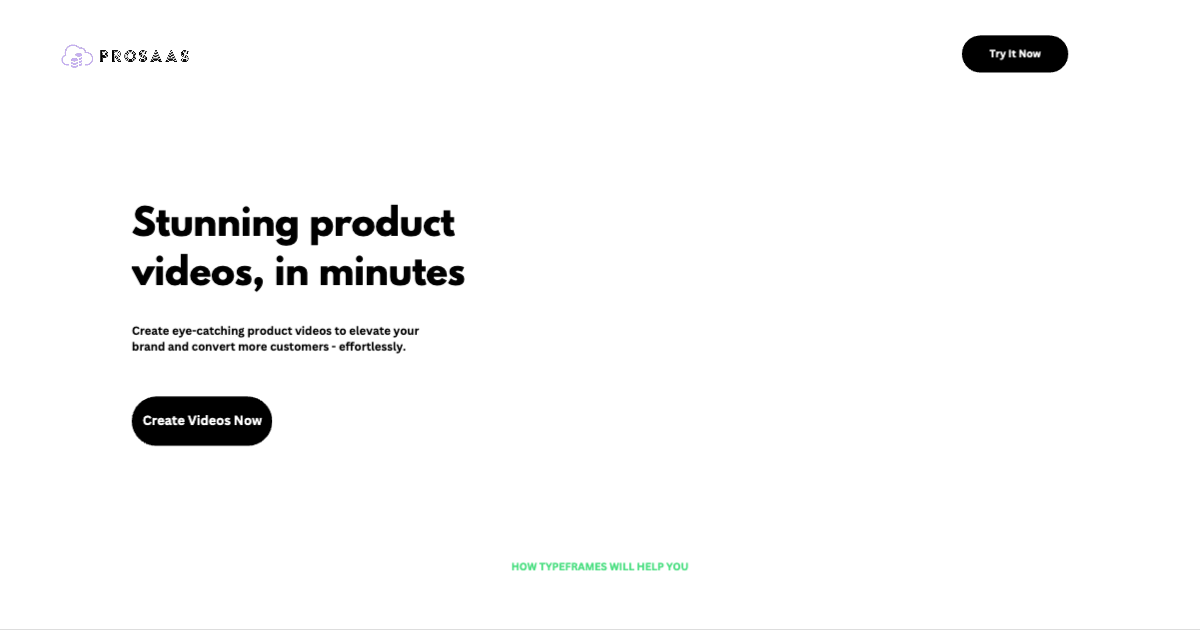 PROSAAS
Try It Now
Stunning product
videos, in minutes
Create eye-catching product videos to elevate your
brand and convert more customers - effortlessly.
Create Videos Now
HOW TYPEFRAMES WILL HELP YOU